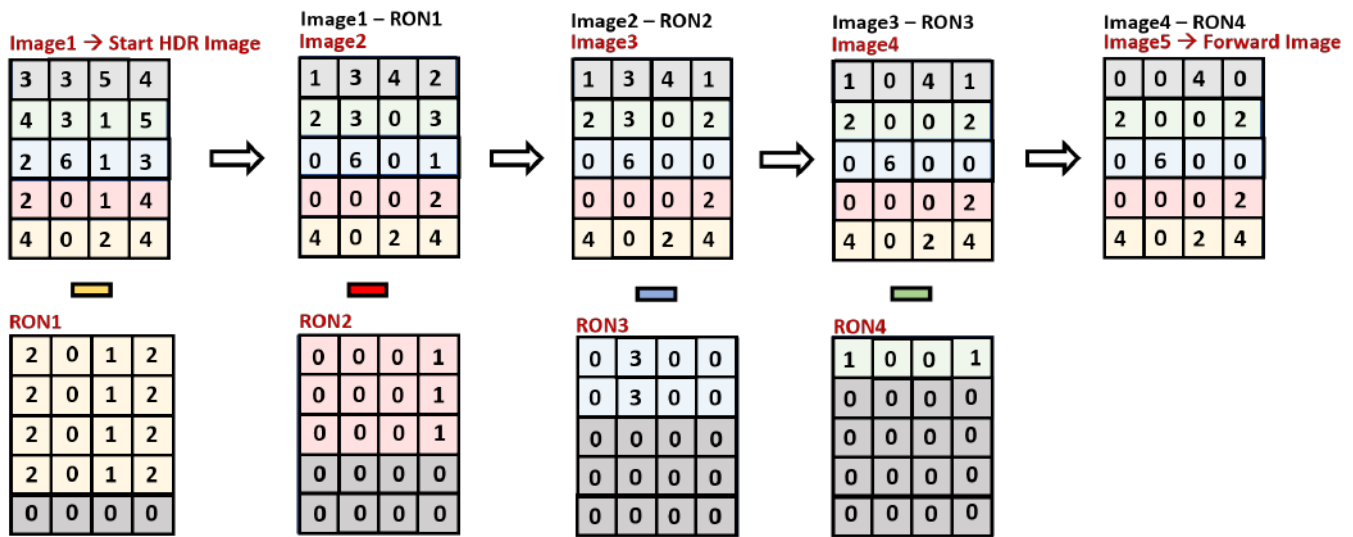 Image1 → Start HDR Image
3 3 5 4
4 3 1 5
2 6 1 3
2 0 1 4
4 0 2 4
Image1 – RON1
Image2
1 3 4 2
2 3 0 3
0 6 0 1
0 0 0 2
4 0 2 4
Image2 – RON2
Image3
1 3 4 1
2 3 0 2
0 6 0 0
0 0 0 2
4 0 2 4
Image3 – RON3
Image4
1 0 4 1
2 0 0 2
0 6 0 0
0 0 0 2
4 0 2 4
Image4 – RON4
Image5 → Forward Image
0 0 4 0
2 0 0 2
0 6 0 0
0 0 0 2
4 0 2 4
RON1
2 0 1 2
2 0 1 2
2 0 1 2
2 0 1 2
0 0 0 0
RON2
0 0 0 1
0 0 0 1
0 0 0 1
0 0 0 0
0 0 0 0
RON3
0 3 0 0
0 3 0 0
0 0 0 0
0 0 0 0
0 0 0 0
RON4
1 0 0 1
0 0 0 0
0 0 0 0
0 0 0 0
0 0 0 0